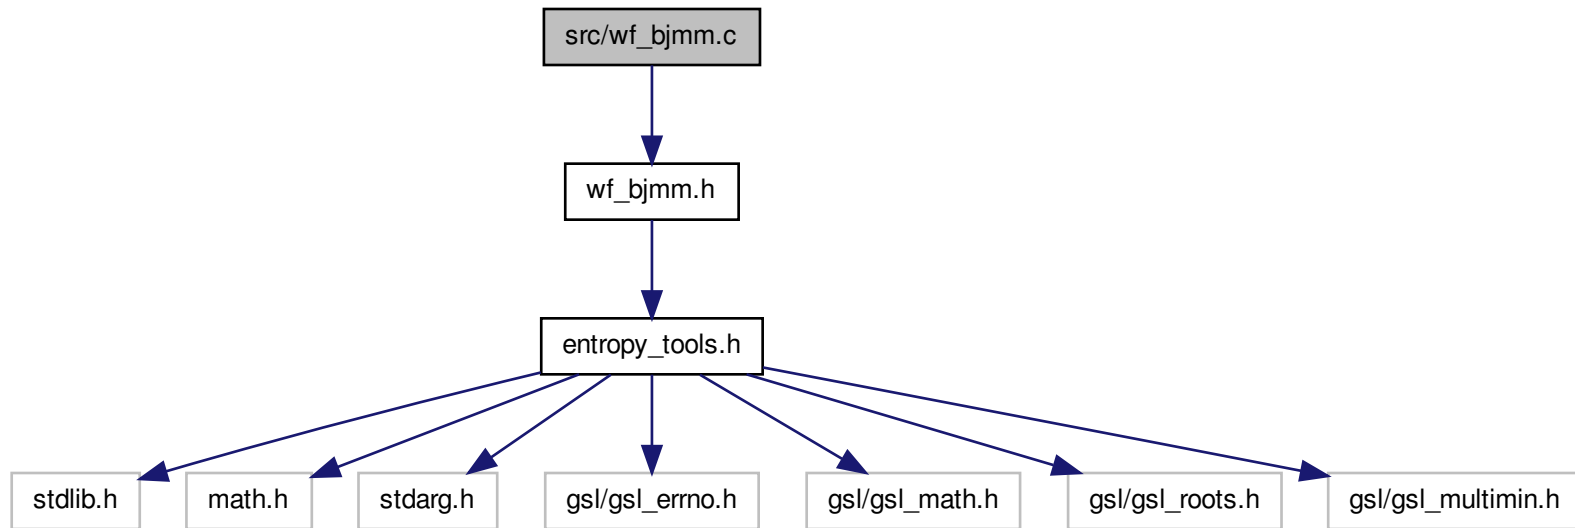 src/wf_bjmm.c
wf_bjmm.h
entropy_tools.h
stdlib.h
math.h
stdarg.h
gsl/gsl_errno.h
gsl/gsl_math.h
gsl/gsl_roots.h
gsl/gsl_multimin.h